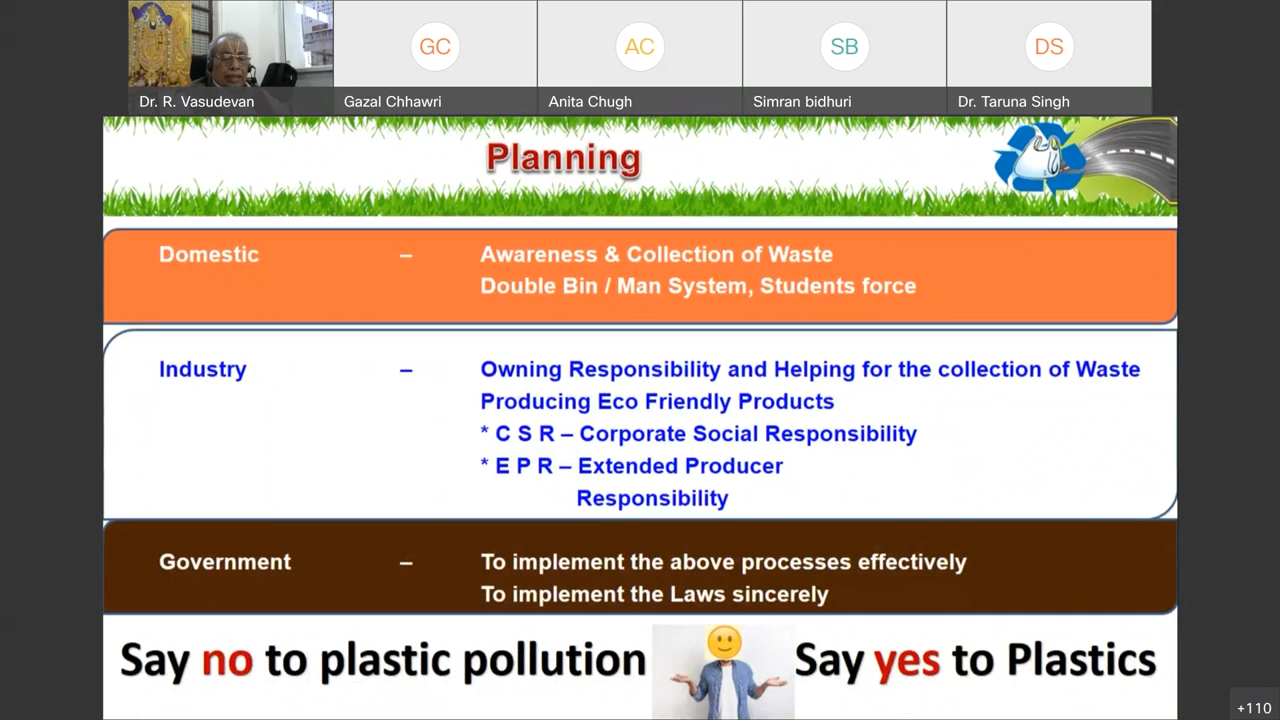 GC
AC
SB
DS
Dr. R. Vasudevan
Gazal Chhawri
Anita Chugh
Simran bidhuri
Dr. Taruna Singh
Planning
Domestic – Awareness & Collection of Waste
Double Bin / Man System, Students force
Industry – Owning Responsibility and Helping for the collection of Waste
Producing Eco Friendly Products
* C S R – Corporate Social Responsibility
* E P R – Extended Producer
Responsibility
Government – To implement the above processes effectively
To implement the Laws sincerely
Say no to plastic pollution
Say yes to Plastics
+110